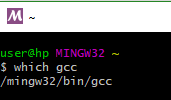 M ~
user@hp MINGW32 ~
$ which gcc
/mingw32/bin/gcc